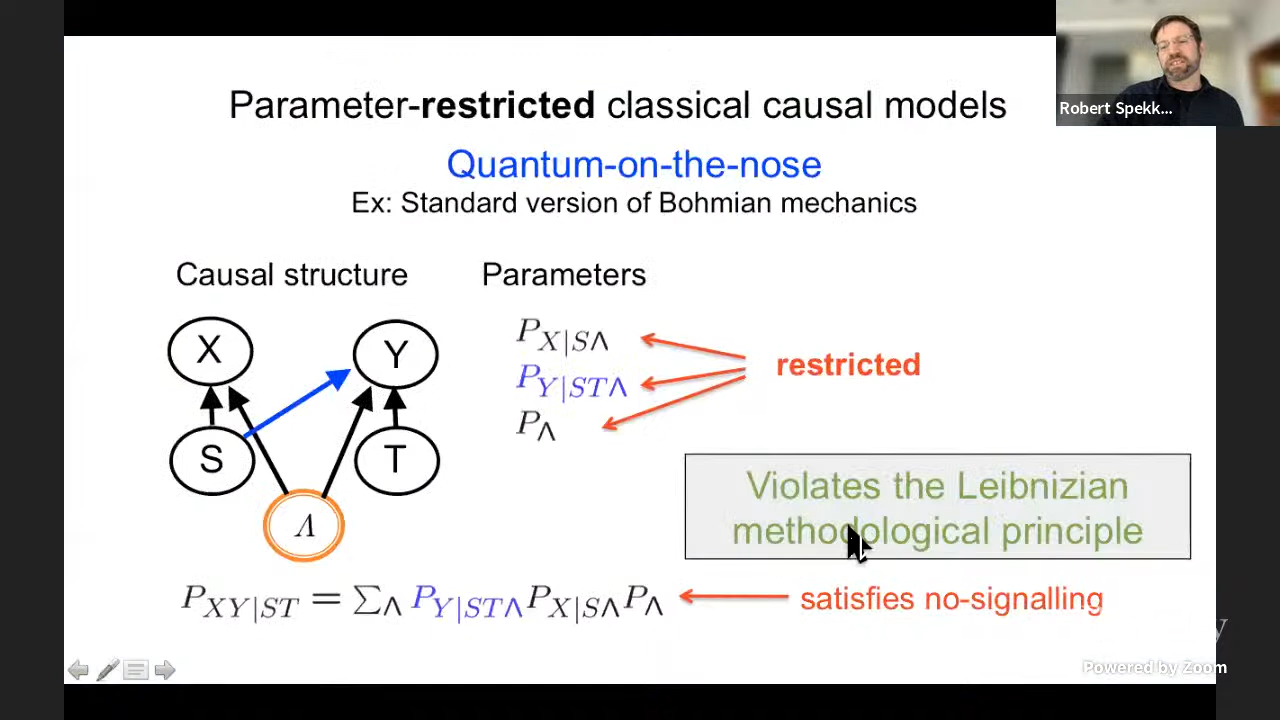 Robert Spekk...
Parameter-restricted classical causal models
Quantum-on-the-nose
Ex: Standard version of Bohmian mechanics
Causal structure
Parameters
X
Y
S
T
Λ
P_{X|SΛ}
P_{Y|STΛ}
P_Λ
restricted
Violates the Leibnizian
methodological principle
P_{XY|ST} = ∑_Λ P_{Y|STΛ} P_{X|SΛ} P_Λ
satisfies no-signalling
Powered by Zoom